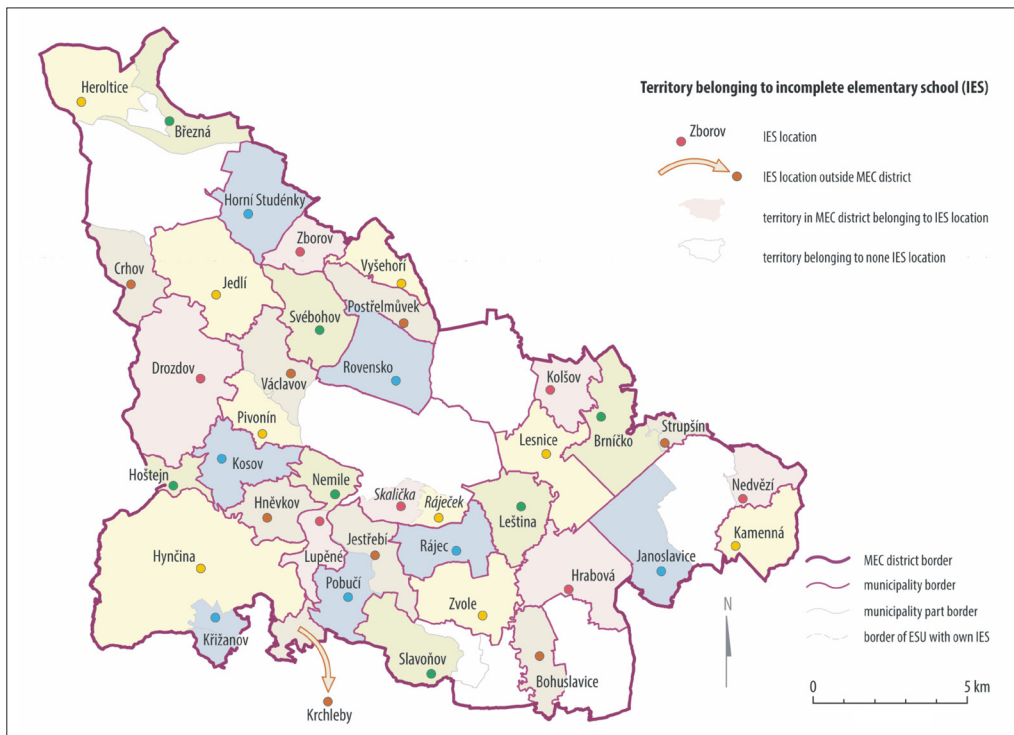 Territory belonging to incomplete elementary school (IES)
Zborov
IES location
IES location outside MEC district
territory in MEC district belonging to IES location
territory belonging to none IES location
Heroltice
Březná
Horní Studénky
Zborov
Vyšehoří
Crhov
Jedlí
Postřelmůvek
Svébohov
Drozdov
Václavov
Rovensko
Kolšov
Pivonín
Brníčko
Strupšín
Lesnice
Kosov
Hoštejn
Nemile
Nedvězí
Skalička
Ráječek
Hněvkov
Leština
Kamenná
Jestřebí
Rájec
Hynčina
Lupěné
Janoslavice
Hrabová
Pobučí
Zvole
Křižanov
Slavoňov
Bohuslavice
Krchleby
MEC district border
municipality border
municipality part border
border of ESU with own IES
N
0 5 km